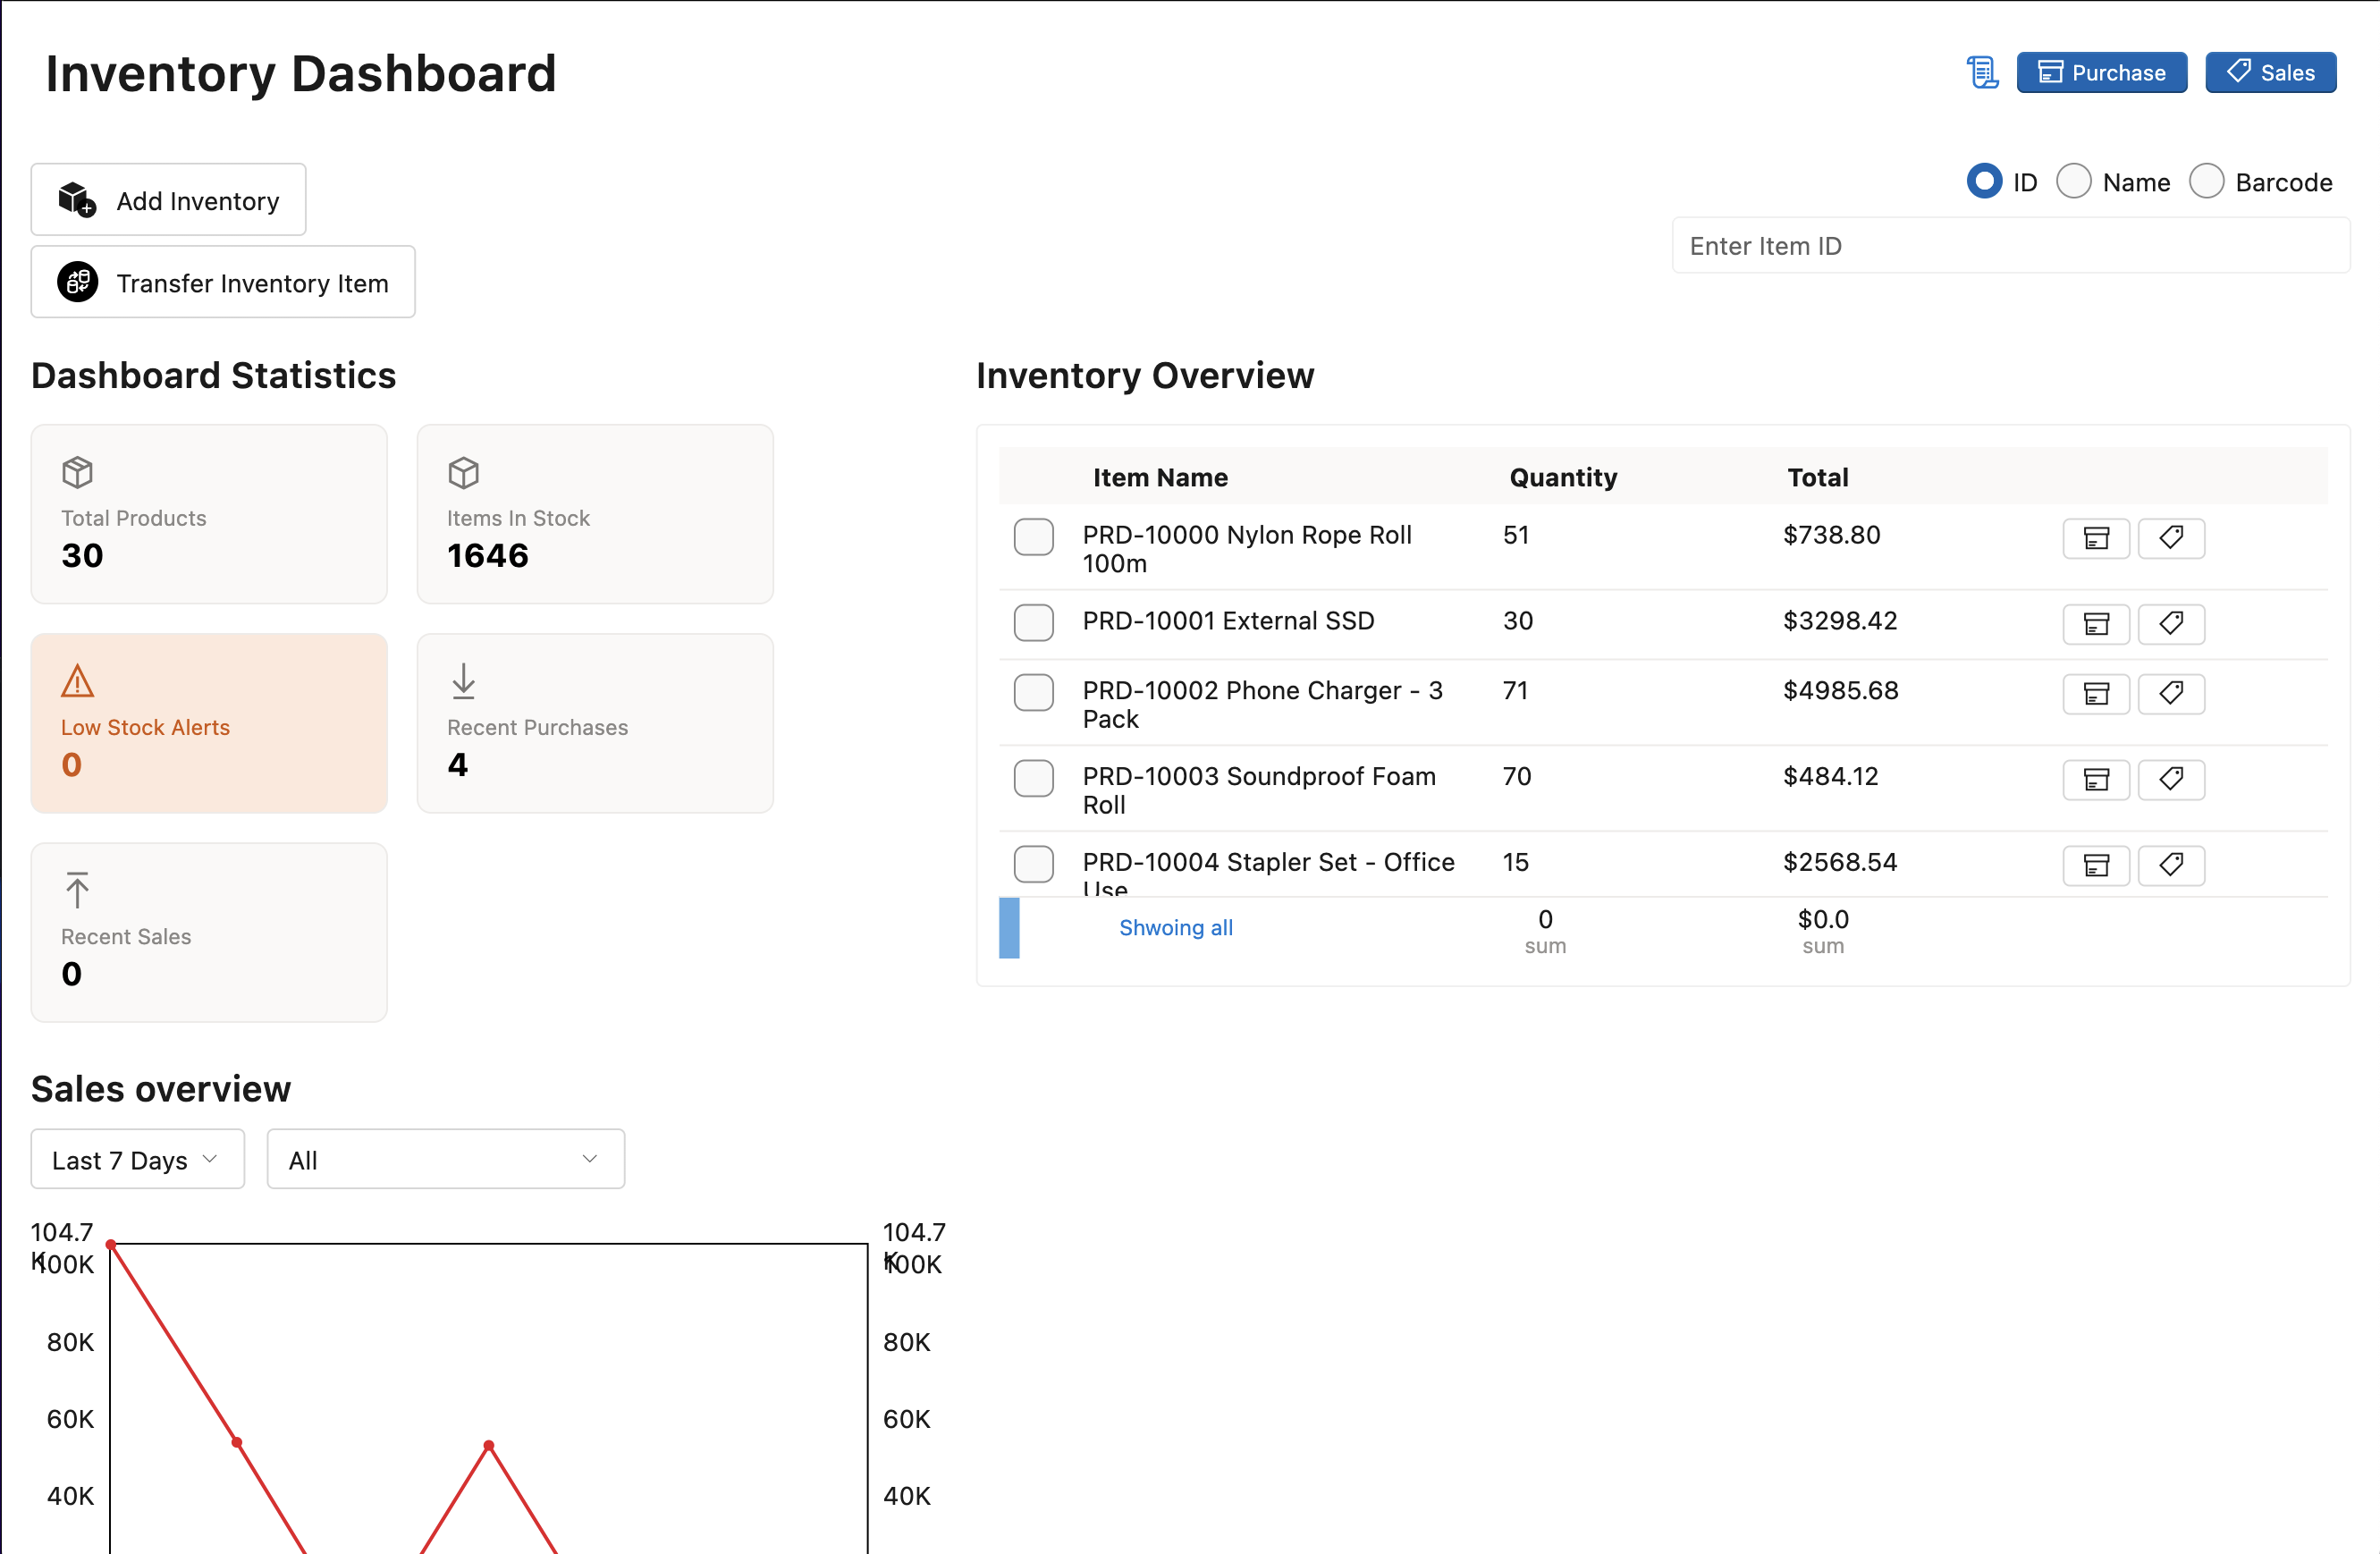 Inventory Dashboard
Purchase
Sales
Add Inventory
Transfer Inventory Item
ID
Name
Barcode
Enter Item ID
Dashboard Statistics
Total Products
30
Items In Stock
1646
Low Stock Alerts
0
Recent Purchases
4
Recent Sales
0
Inventory Overview
Item Name Quantity Total
PRD-10000 Nylon Rope Roll 51 $738.80
100m
PRD-10001 External SSD 30 $3298.42
PRD-10002 Phone Charger - 3 71 $4985.68
Pack
PRD-10003 Soundproof Foam 70 $484.12
Roll
PRD-10004 Stapler Set - Office 15 $2568.54
Use
Shwoing all 0 $0.0
sum sum
Sales overview
Last 7 Days
All
104.7
K
100K
80K
60K
40K
104.7
K
100K
80K
60K
40K